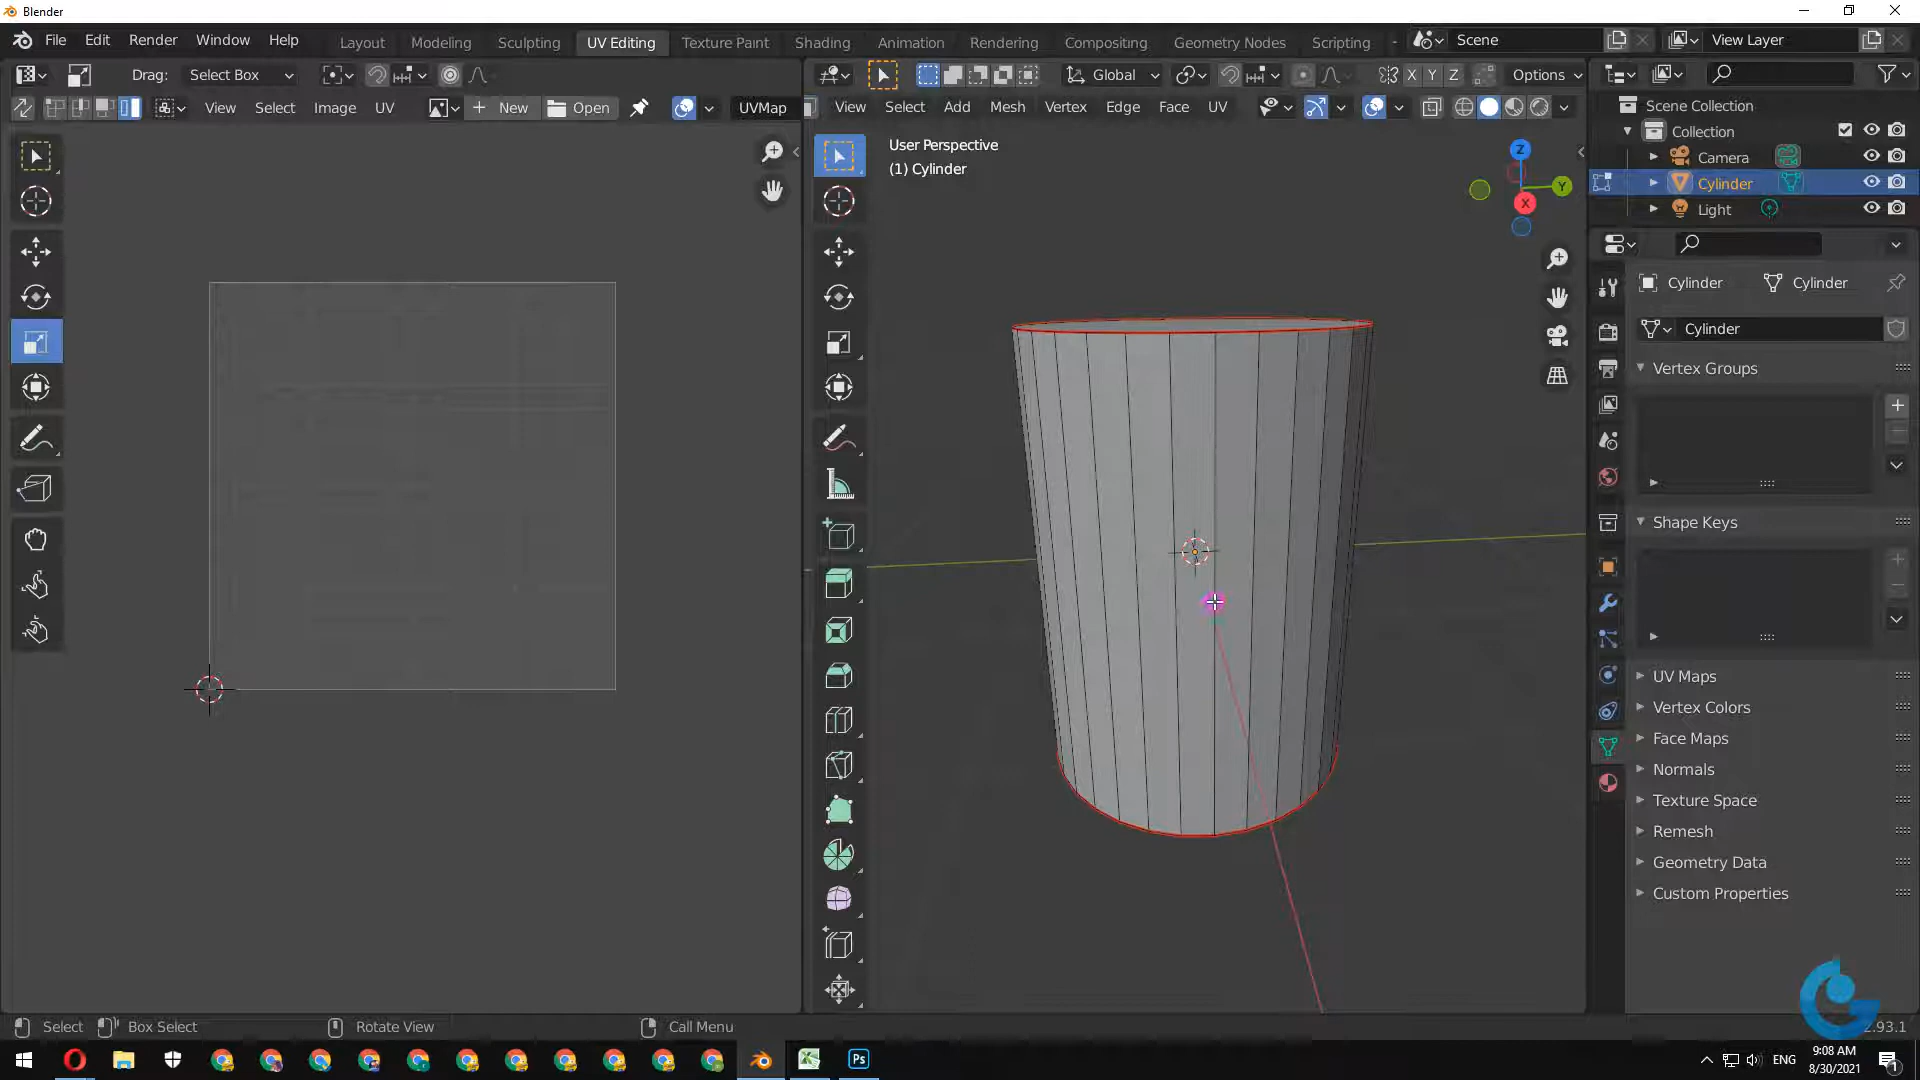 Blender
File Edit Render Window Help Layout Modeling Sculpting UV Editing Texture Paint Shading Animation Rendering Compositing Geometry Nodes Scripting Scene View Layer
Drag: Select Box Global X Y Z Options
View Select Image UV New Open UVMap View Select Add Mesh Vertex Edge Face UV
Scene Collection
Collection
Camera
Cylinder
Light
User Perspective
(1) Cylinder
Z
Y
X
Cylinder Cylinder
Cylinder
Vertex Groups
Shape Keys
UV Maps
Vertex Colors
Face Maps
Normals
Texture Space
Remesh
Geometry Data
Custom Properties
Select Box Select Rotate View Call Menu 2.93.1
Ps ENG 9:08 AM
8/30/2021
1